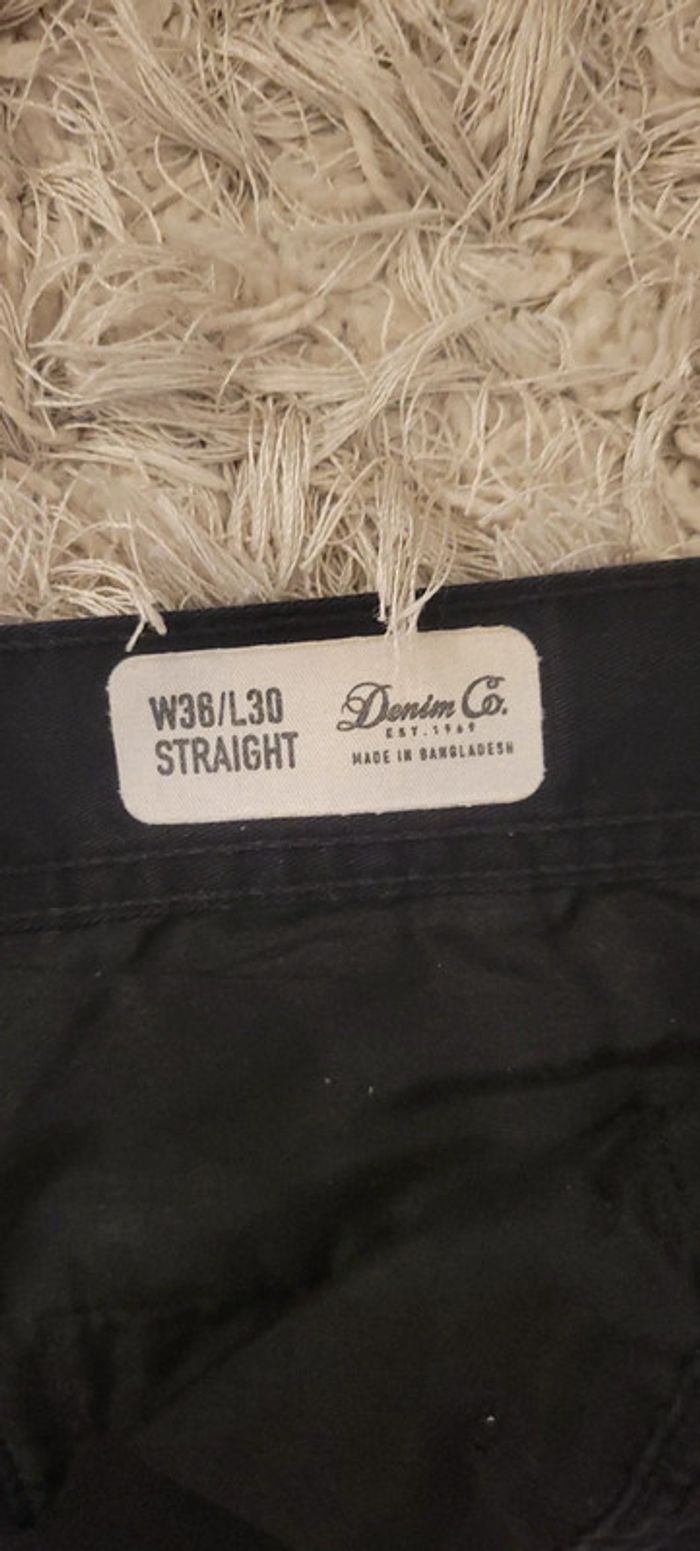 W36/L30
STRAIGHT
Denim Co.
EST. 1969
MADE IN BANGLADESH